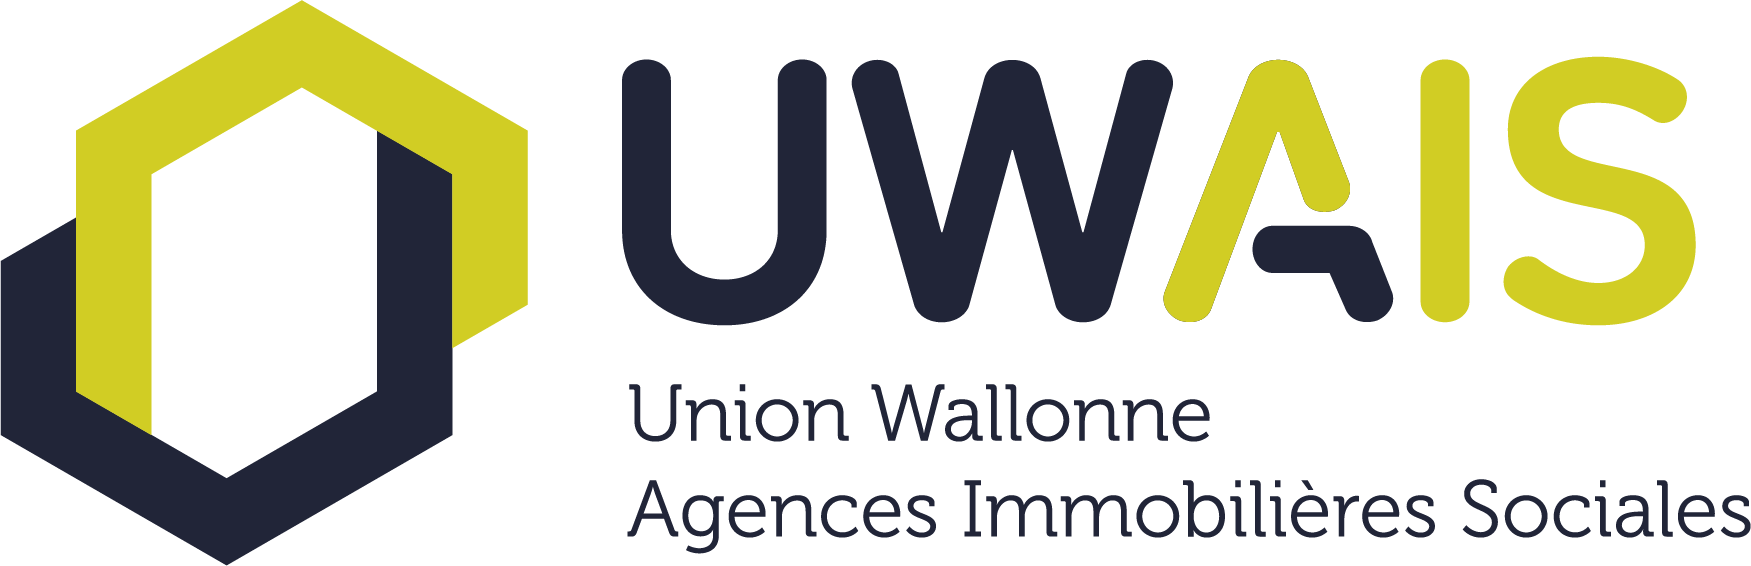 UWAIS
Union Wallonne
Agences Immobilières Sociales